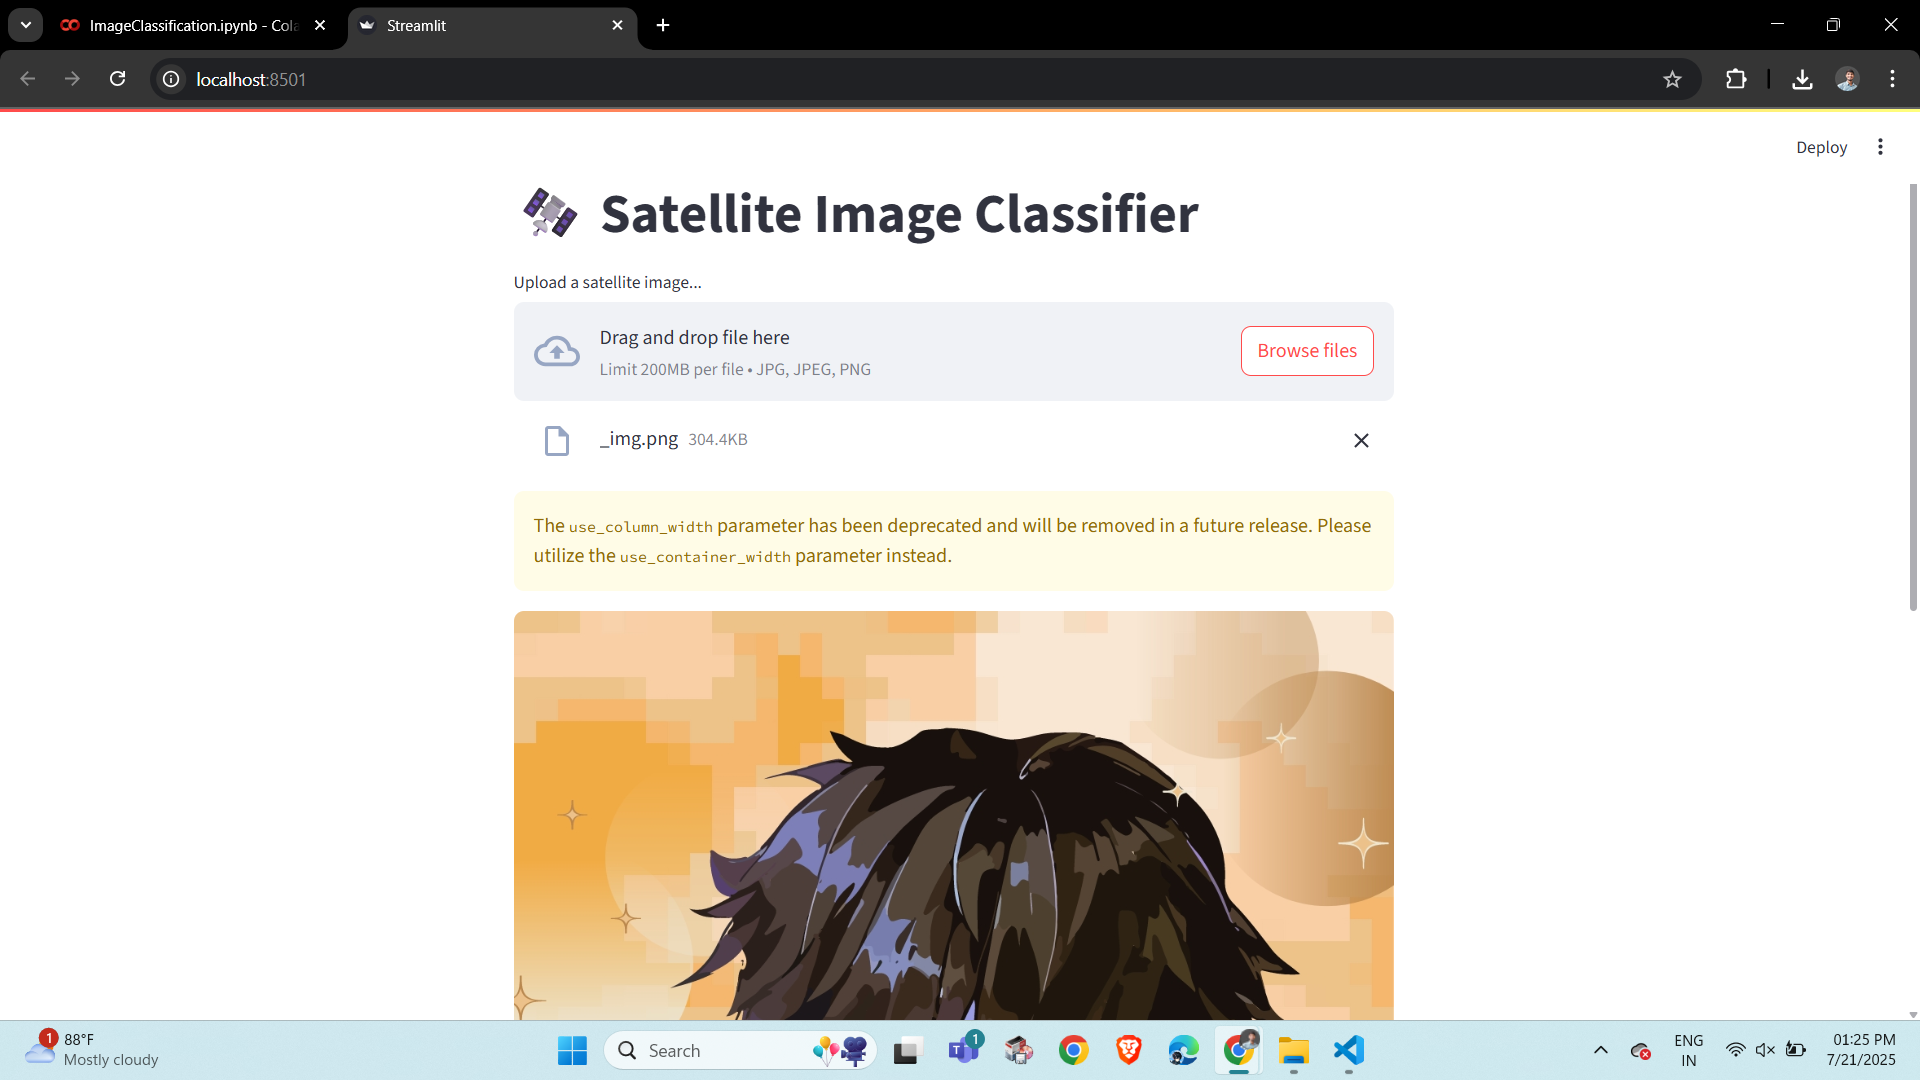 ImageClassification.ipynb - Cola
Streamlit
localhost:8501
Deploy
Satellite Image Classifier
Upload a satellite image...
Drag and drop file here
Limit 200MB per file • JPG, JPEG, PNG
Browse files
_img.png 304.4KB
The use_column_width parameter has been deprecated and will be removed in a future release. Please
utilize the use_container_width parameter instead.
1
88°F
Mostly cloudy
Search
1
ENG
IN
01:25 PM
7/21/2025